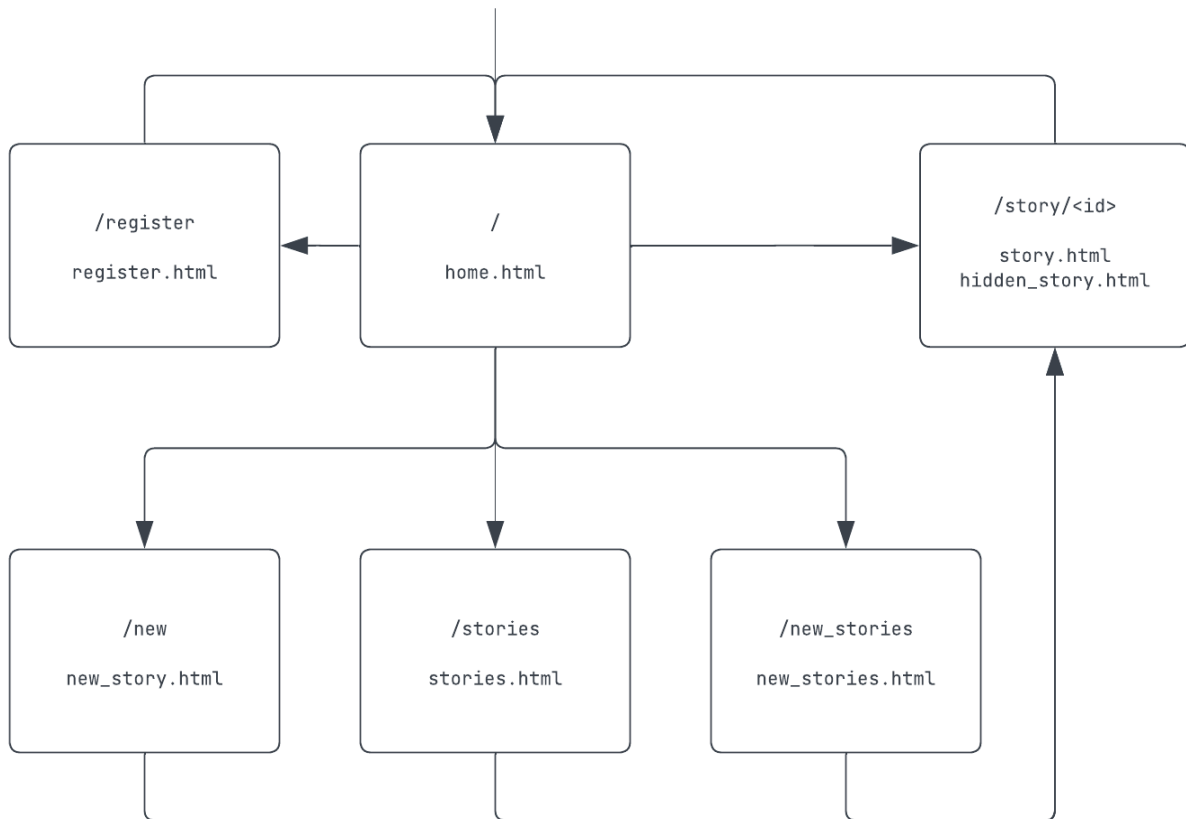 /register
register.html
/
home.html
/story/<id>
story.html
hidden_story.html
/new
new_story.html
/stories
stories.html
/new_stories
new_stories.html